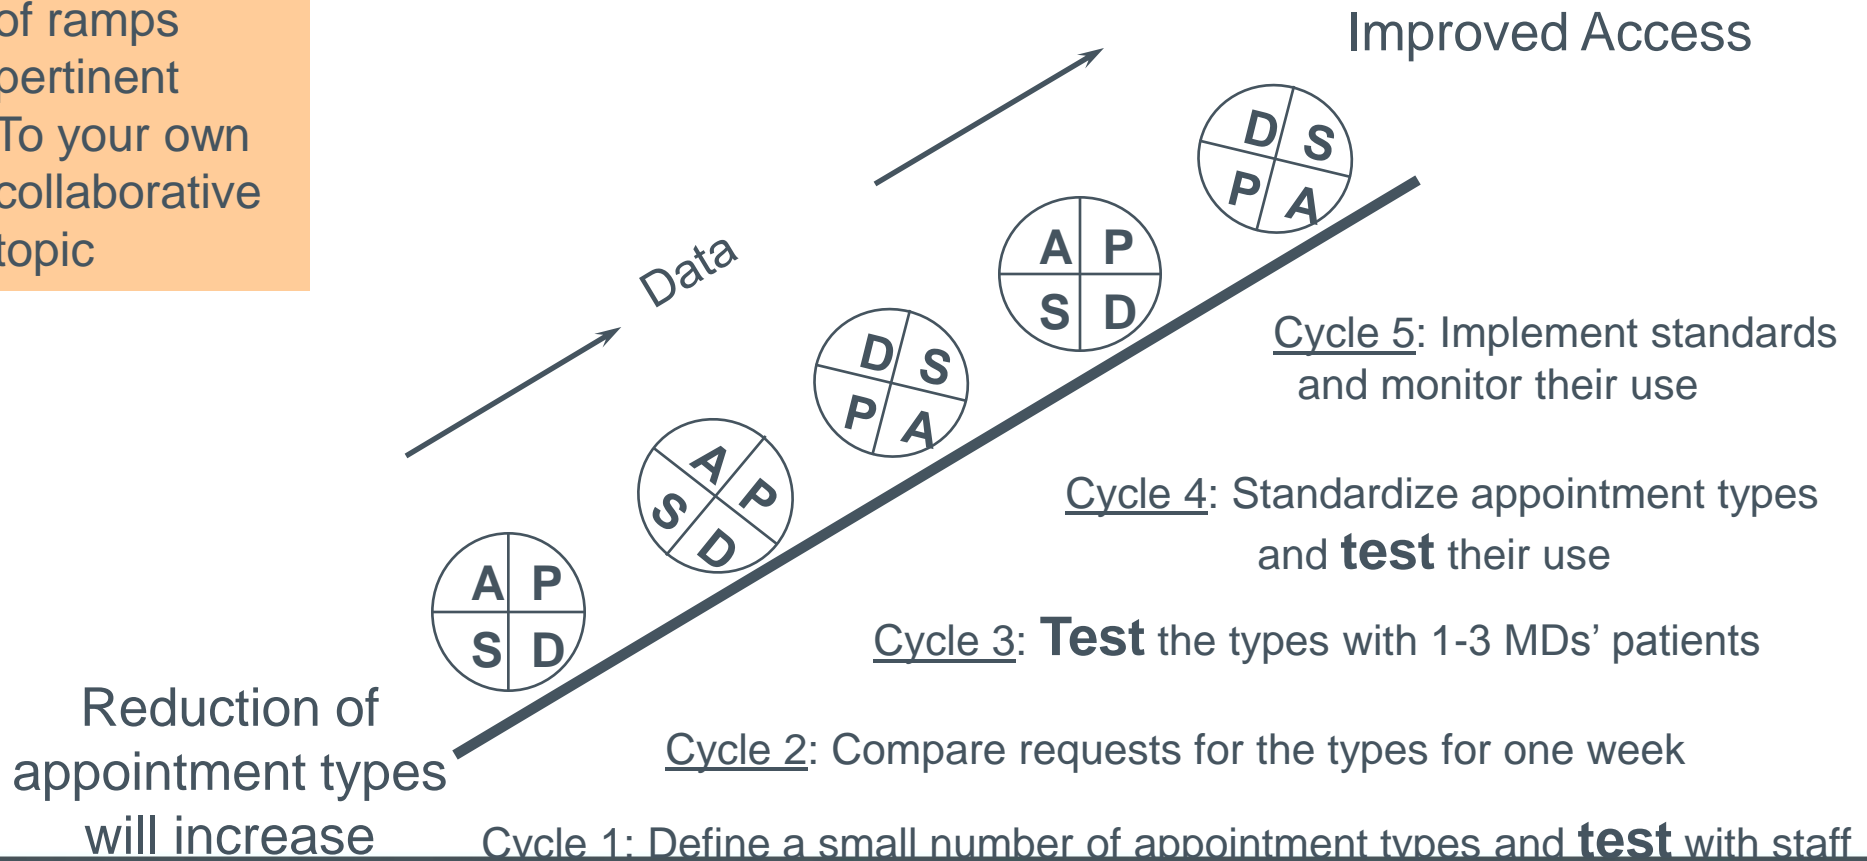 of ramps
pertinent
To your own
collaborative
topic
Improved Access
Data
D S
P A
A P
S D
D S
P A
A P
S D
A P
S D
Cycle 5: Implement standards
and monitor their use
Cycle 4: Standardize appointment types
and test their use
Cycle 3: Test the types with 1-3 MDs’ patients
Cycle 2: Compare requests for the types for one week
Cycle 1: Define a small number of appointment types and test with staff
Reduction of
appointment types
will increase